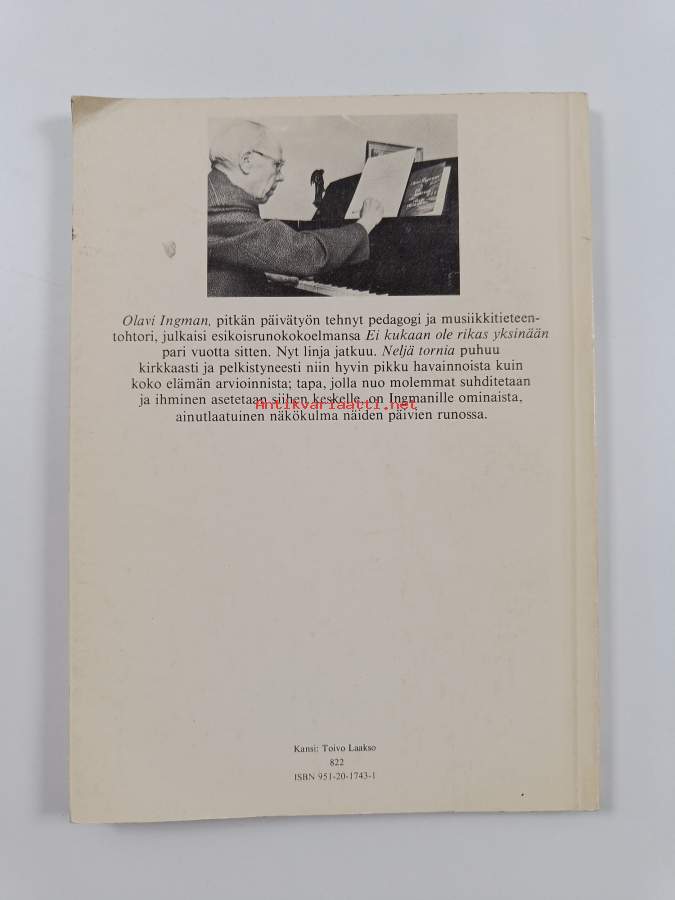 Olavi Ingman, pitkän päivätyön tehnyt pedagogi ja musiikkitieteen-
tohtori, julkaisi esikoisrunokokoelmansa Ei kukaan ole rikas yksinään
pari vuotta sitten. Nyt linja jatkuu. Neljä tornia puhuu
kirkkaasti ja pelkistyneesti niin hyvin pikku havainnoista kuin
koko elämän arvioinnista; tapa, jolla nuo molemmat suhditetaan
ja ihminen asetetaan siihen keskelle, on Ingmanille ominaista,
Antikvariaatti.net
ainutlaatuinen näkökulma näiden päivien runossa.
Kansi: Toivo Laakso
822
ISBN 951-20-1743-1